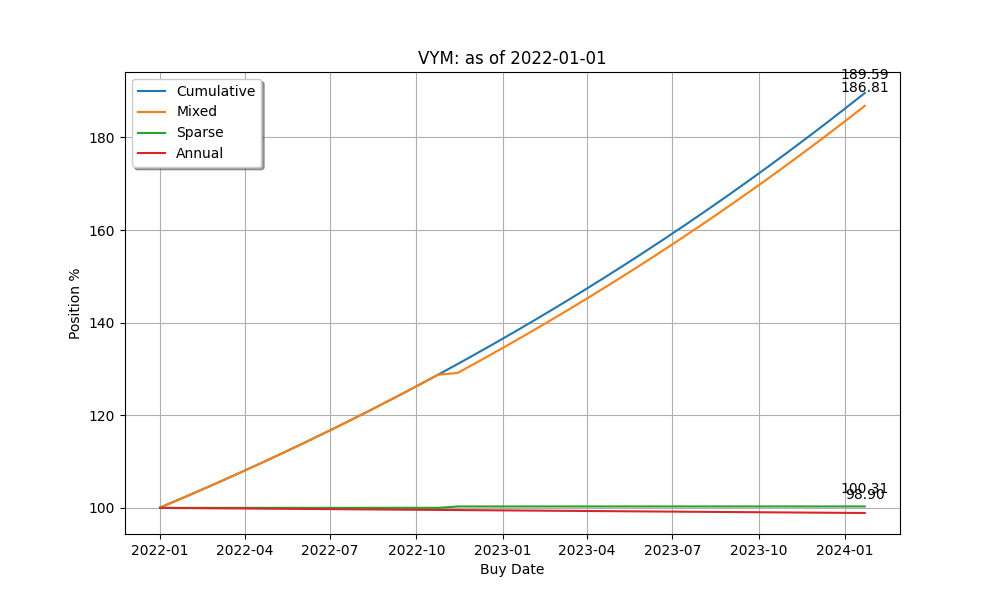 VYM: as of 2022-01-01
189.59
186.81
Cumulative
Mixed
Sparse
Annual
180
160
140
120
100
Position %
100.31
98.90
2022-01 2022-04 2022-07 2022-10 2023-01 2023-04 2023-07 2023-10 2024-01
Buy Date